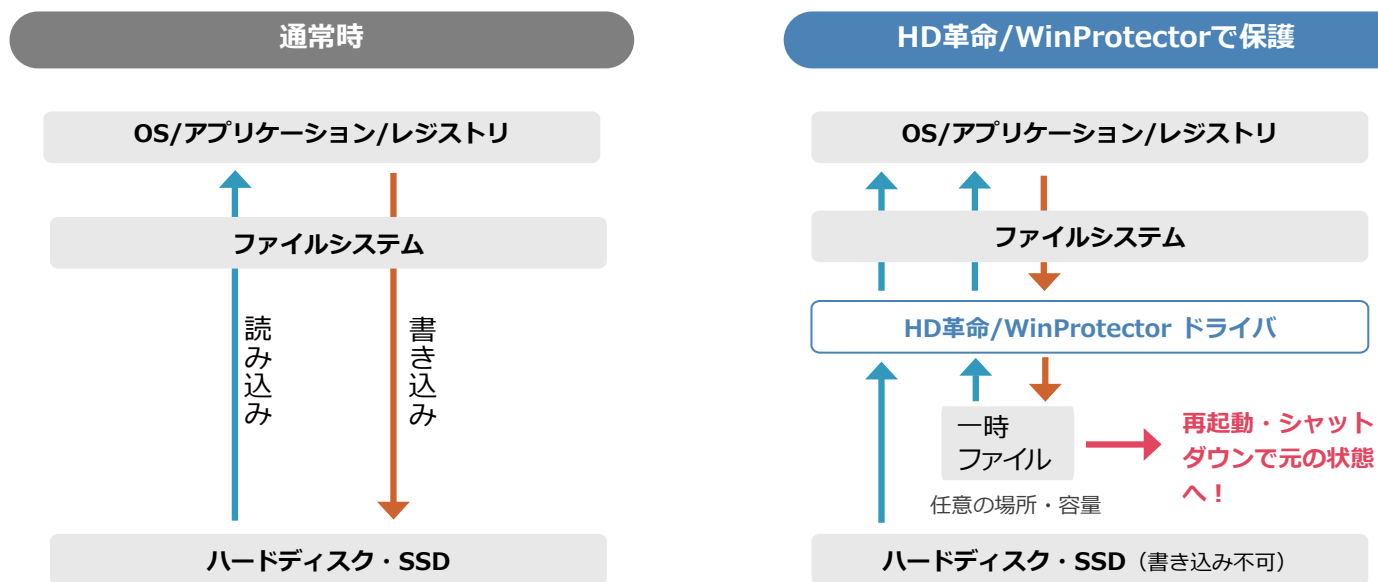 通常時
OS/アプリケーション/レジストリ
ファイルシステム
読み込み
書き込み
ハードディスク・SSD
HD革命/WinProtectorで保護
OS/アプリケーション/レジストリ
ファイルシステム
HD革命/WinProtector ドライバ
一時
ファイル
任意の場所・容量
再起動・シャット
ダウンで元の状態
へ！
ハードディスク・SSD（書き込み不可）